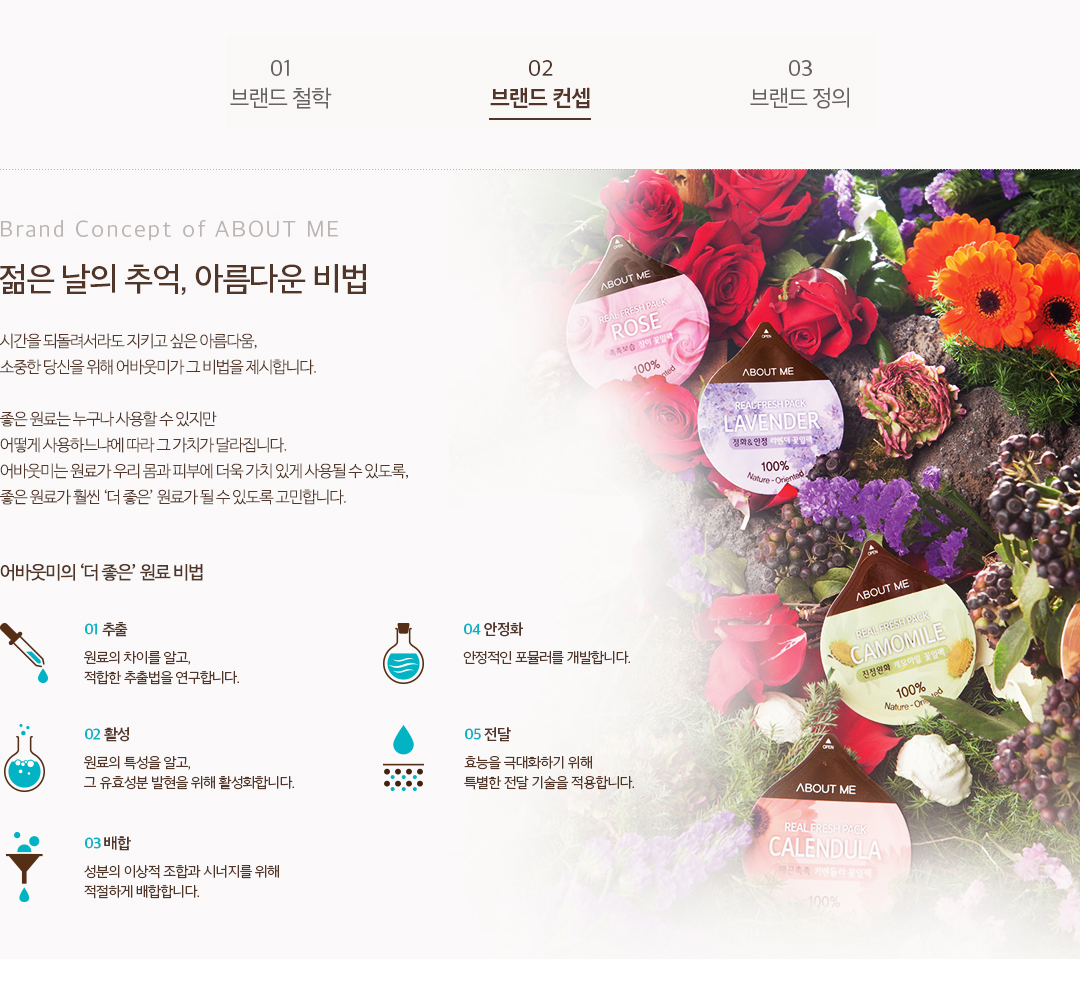 01
브랜드 철학
02
브랜드 컨셉
03
브랜드 정의
Brand Concept of ABOUT ME
젊은 날의 추억, 아름다운 비법
시간을 되돌려서라도 지키고 싶은 아름다움,
소중한 당신을 위해 어바웃미가 그 비법을 제시합니다.
좋은 원료는 누구나 사용할 수 있지만
어떻게 사용하느냐에 따라 그 가치가 달라집니다.
어바웃미는 원료가 우리 몸과 피부에 더욱 가치 있게 사용될 수 있도록,
좋은 원료가 훨씬 ‘더 좋은’ 원료가 될 수 있도록 고민합니다.
어바웃미의 ‘더 좋은’ 원료 비법
01 추출
원료의 차이를 알고,
적합한 추출법을 연구합니다.
02 활성
원료의 특성을 알고,
그 유효성분 발현을 위해 활성화합니다.
03 배합
성분의 이상적 조합과 시너지를 위해
적절하게 배합합니다.
04 안정화
안정적인 포뮬러를 개발합니다.
05 전달
효능을 극대화하기 위해
특별한 전달 기술을 적용합니다.
OPEN
ABOUT ME
REAL FRESH PACK
ROSE
촉촉보습 장미 꽃잎팩
100%
OPEN
ABOUT ME
REAL FRESH PACK
LAVENDER
정화&안정 라벤더 꽃잎팩
100%
Nature-Oriented
OPEN
ABOUT ME
REAL FRESH PACK
CAMOMILE
진정완화 캐모마일 꽃잎팩
100%
Nature-Oriented
OPEN
ABOUT ME
REAL FRESH PACK
CALENDULA
꽃잎팩
100%